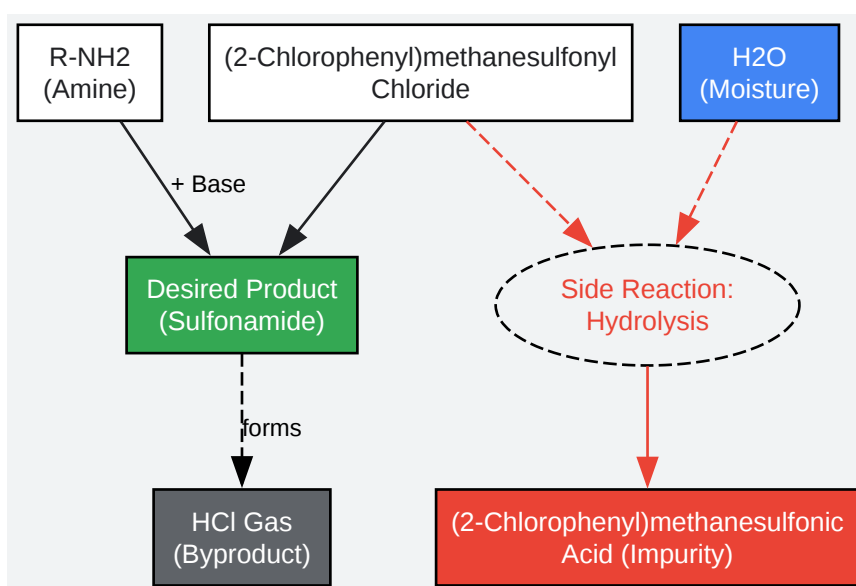 R-NH2
(Amine)
(2-Chlorophenyl)methanesulfonyl
Chloride
H2O
(Moisture)
+ Base
Desired Product
(Sulfonamide)
Side Reaction:
Hydrolysis
forms
HCl Gas
(Byproduct)
(2-Chlorophenyl)methanesulfonic
Acid (Impurity)